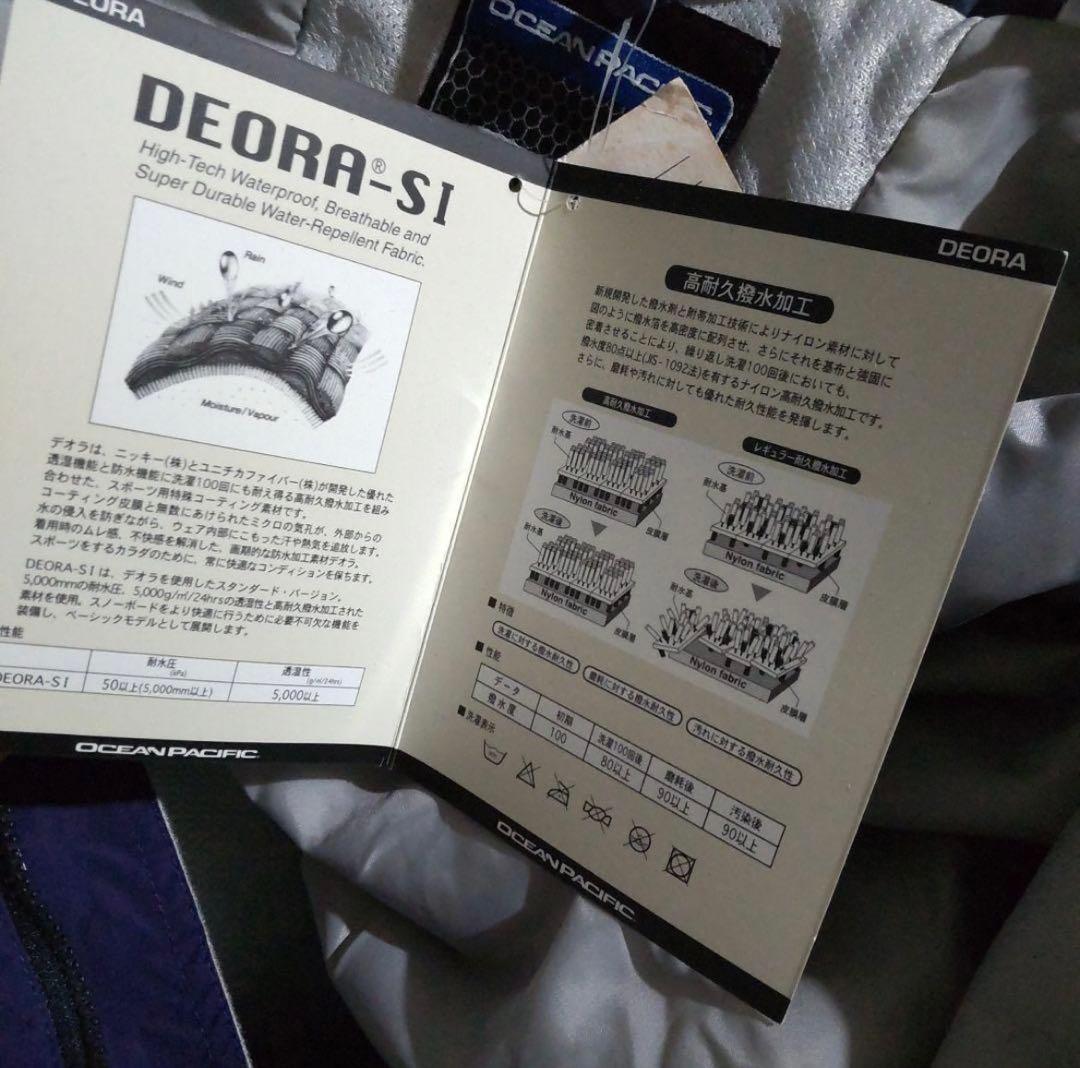 DEORA
OCEAN PACIFIC
DEORA®-SI
High-Tech Waterproof, Breathable and
Super Durable Water-Repellent Fabric.
Rain
Wind
Moisture/Vapour
デオラは、ニッキー(株)とユニチカファイバー(株)が開発した優れた
透湿機能と防水機能に洗濯100回にも耐え得る高耐久撥水加工を組み
合わせた、スポーツ用特殊コーティング素材です。
コーティング皮膜と無数にあけられたミクロの気孔が、外部からの
水の侵入を防ぎながら、ウェア内部にこもった汗や熱気を追放します。
着用時のムレ感、不快感を解消した、画期的な防水加工素材デオラ。
スポーツをするカラダのために、常に快適なコンディションを保ちます。
DEORA-SIは、デオラを使用したスタンダード・バージョン。
5,000mmの耐水圧、5,000g/㎡/24hrsの透湿性と高耐久撥水加工された
素材を使用。スノーボードをより快適に行うために必要不可欠な機能を
装備し、ベーシックモデルとして展開します。
性能
耐水圧 (kPa) 透湿性 (g/㎡/24hrs)
DEORA-SI 50以上(5,000mm以上) 5,000以上
OCEAN PACIFIC
DEORA
高耐久撥水加工
新規開発した撥水剤と附帯加工技術によりナイロン素材に対して
図のように撥水箔を高密度に配列させ、さらにそれを基布と強固に
密着させることにより、繰り返し洗濯100回後においても、
撥水度80点以上(JIS-1092法)を有するナイロン高耐久撥水加工です。
さらに、磨耗や汚れに対しても優れた耐久性能を発揮します。
高耐久撥水加工
洗濯前
耐水基
Nylon fabric
皮膜層
洗濯後
耐水基
Nylon fabric
皮膜層
レギュラー耐久撥水加工
洗濯前
耐水基
Nylon fabric
皮膜層
洗濯後
耐水基
Nylon fabric
皮膜層
■特徴
洗濯に対する撥水耐久性 磨耗に対する撥水耐久性 汚れに対する撥水耐久性
■性能
データ 初期 洗濯100回後 磨耗後 汚染後
撥水度 100 80以上 90以上 90以上
■洗濯表示
OCEAN PACIFIC